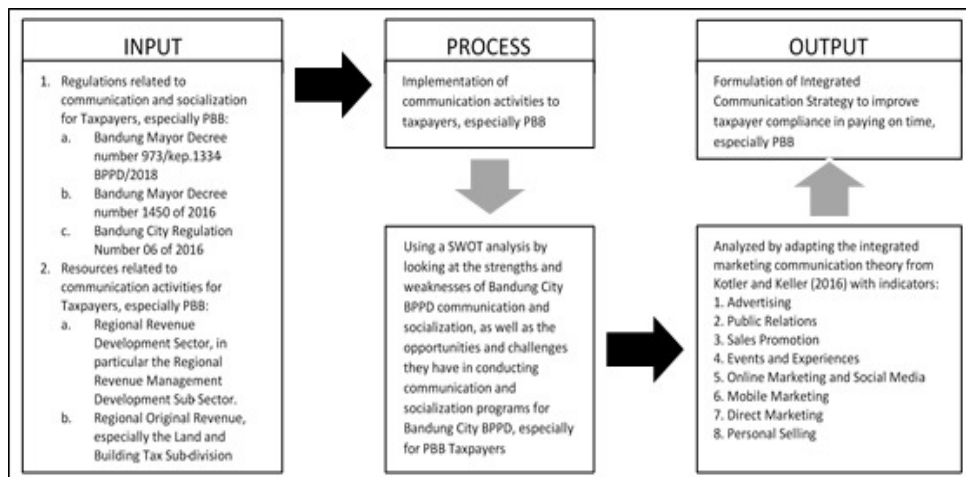 INPUT
1. Regulations related to
communication and socialization
for Taxpayers, especially PBB:
a. Bandung Mayor Decree
number 973/kep.1334-
BPPD/2018
b. Bandung Mayor Decree
number 1450 of 2016
c. Bandung City Regulation
Number 06 of 2016
2. Resources related to
communication activities for
Taxpayers, especially PBB:
a. Regional Revenue
Development Sector, in
particular the Regional
Revenue Management
Development Sub Sector.
b. Regional Original Revenue,
especially the Land and
Building Tax Sub-division
PROCESS
Implementation of
communication activities to
taxpayers, especially PBB
Using a SWOT analysis by
looking at the strengths and
weaknesses of Bandung City
BPPD communication and
socialization, as well as the
opportunities and challenges
they have in conducting
communication and
socialization programs for
Bandung City BPPD, especially
for PBB Taxpayers
OUTPUT
Formulation of Integrated
Communication Strategy to improve
taxpayer compliance in paying on time,
especially PBB
Analyzed by adapting the integrated
marketing communication theory from
Kotler and Keller (2016) with indicators:
1. Advertising
2. Public Relations
3. Sales Promotion
4. Events and Experiences
5. Online Marketing and Social Media
6. Mobile Marketing
7. Direct Marketing
8. Personal Selling